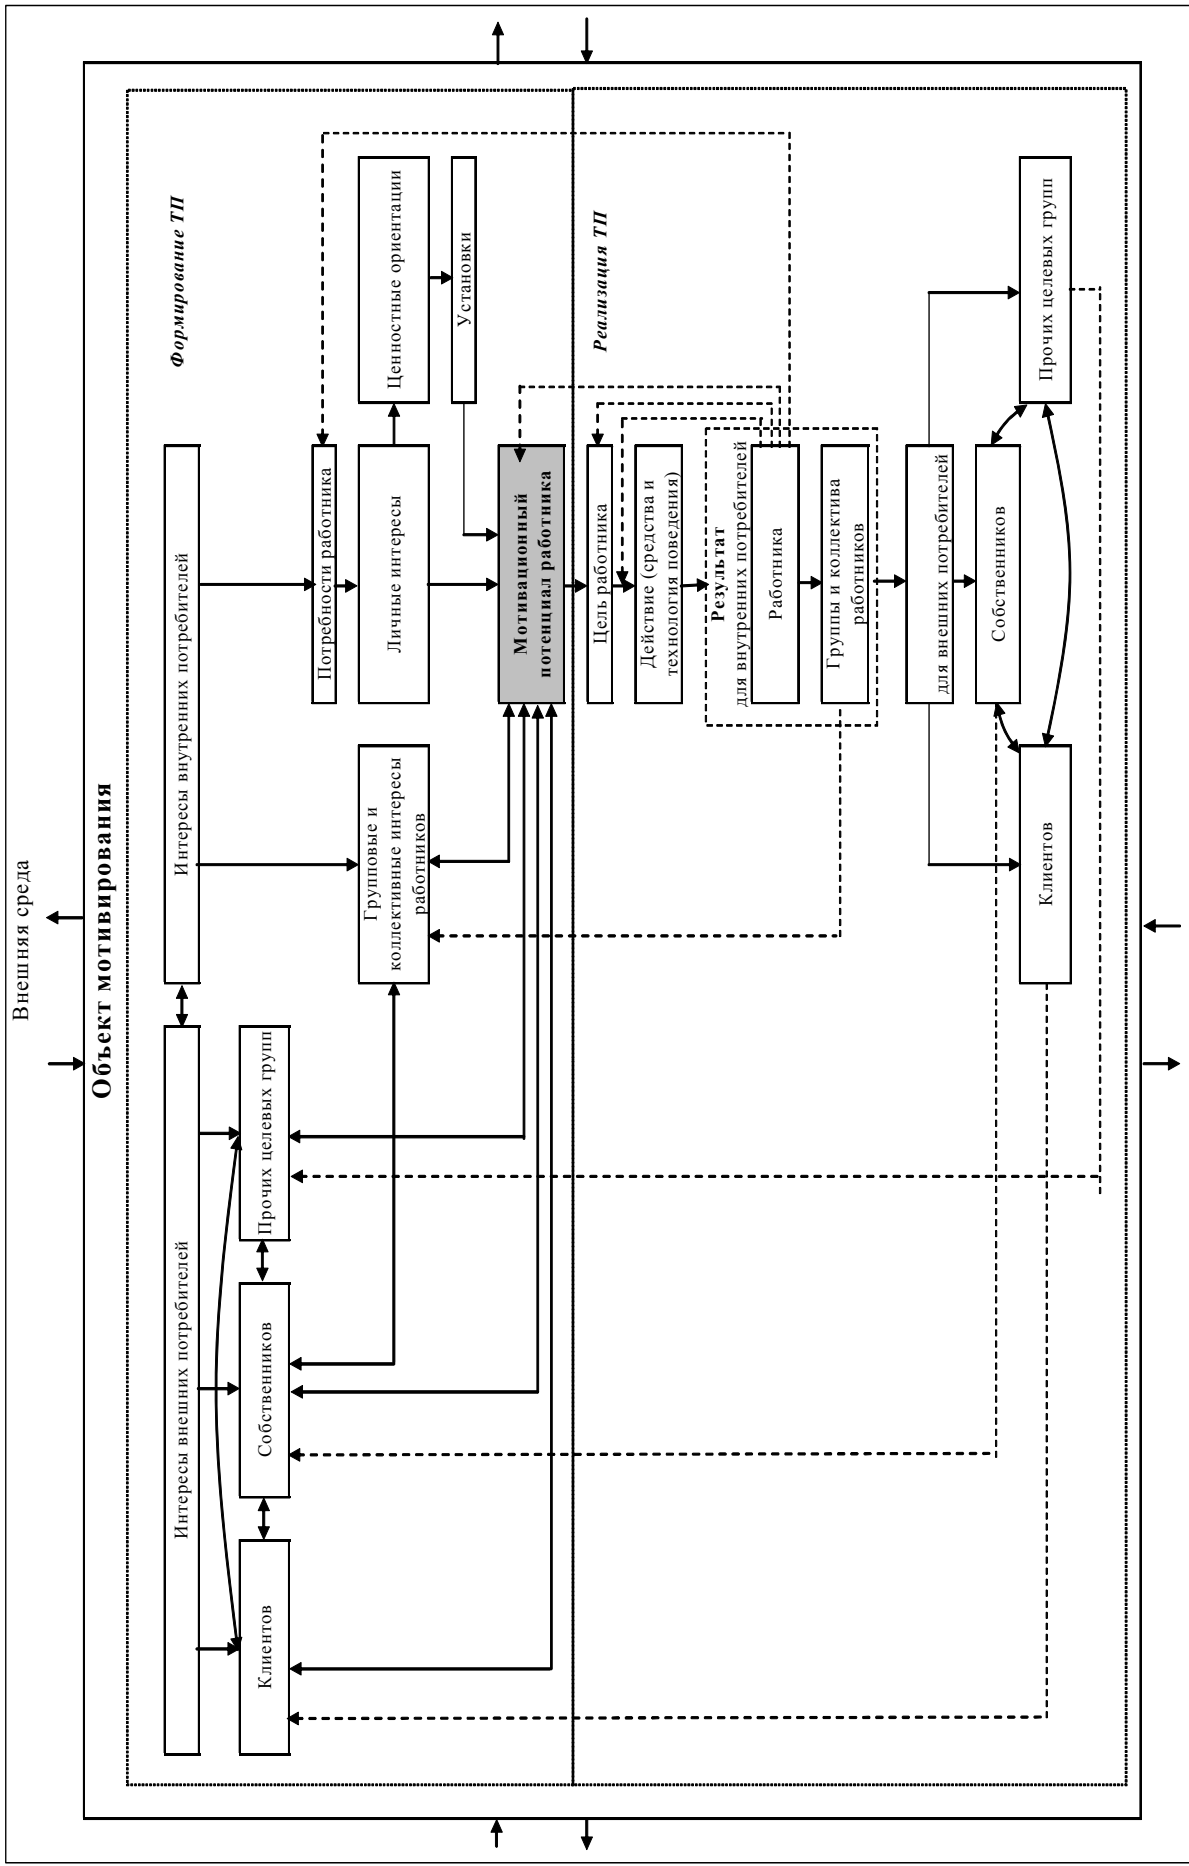 Внешняя среда
Объект мотивирования
Формирование ТП
Интересы внешних потребителей
Интересы внутренних потребителей
Клиентов
Собственников
Прочих целевых групп
Потребности работника
Групповые и
коллективные интересы
работников
Личные интересы
Ценностные ориентации
Установки
Мотивационный
потенциал работника
Реализация ТП
Цель работника
Действие (средства и
технология поведения)
Результат
для внутренних потребителей
Работника
Группы и коллектива
работников
для внешних потребителей
Собственников
Клиентов
Прочих целевых групп